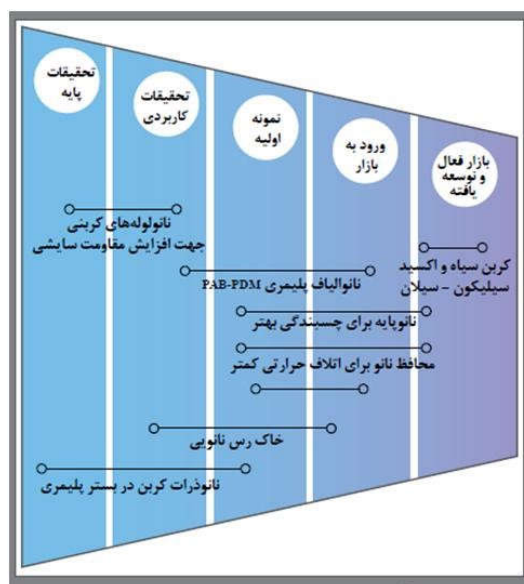 تحقیقات
پایه
تحقیقات
کاربردی
نمونه
اولیه
ورود به
بازار
بازار فعال
و توسعه
یافته
نانولوله‌های کربنی
جهت افزایش مقاومت سایشی
کربن سیاه و اکسید
سیلیکون – سیلان
نانوالیاف پلیمری PAB-PDM
نانوپایه برای چسبندگی بهتر
محافظ نانو برای اتلاف حرارتی کمتر
خاک رس نانویی
نانوذرات کربن در بستر پلیمری